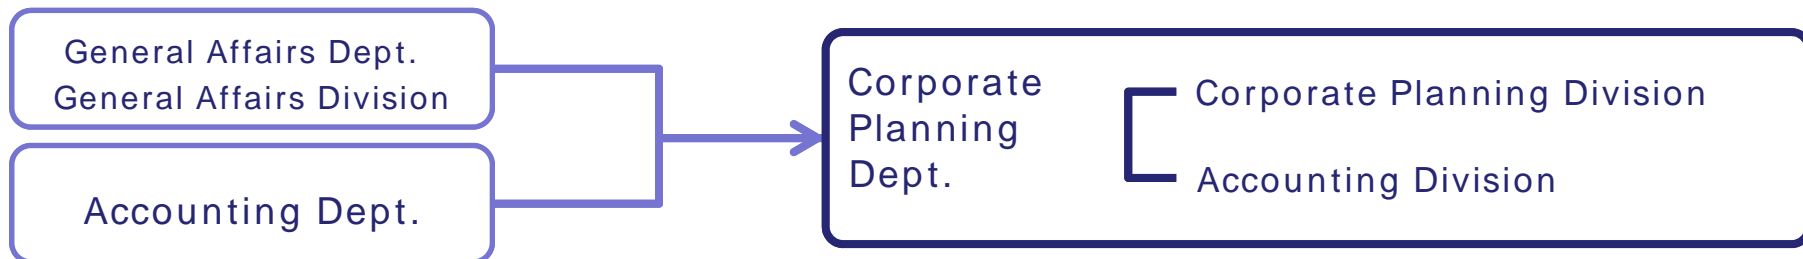 General Affairs Dept.
General Affairs Division
Accounting Dept.
Corporate
Planning
Dept.
Corporate Planning Division
Accounting Division